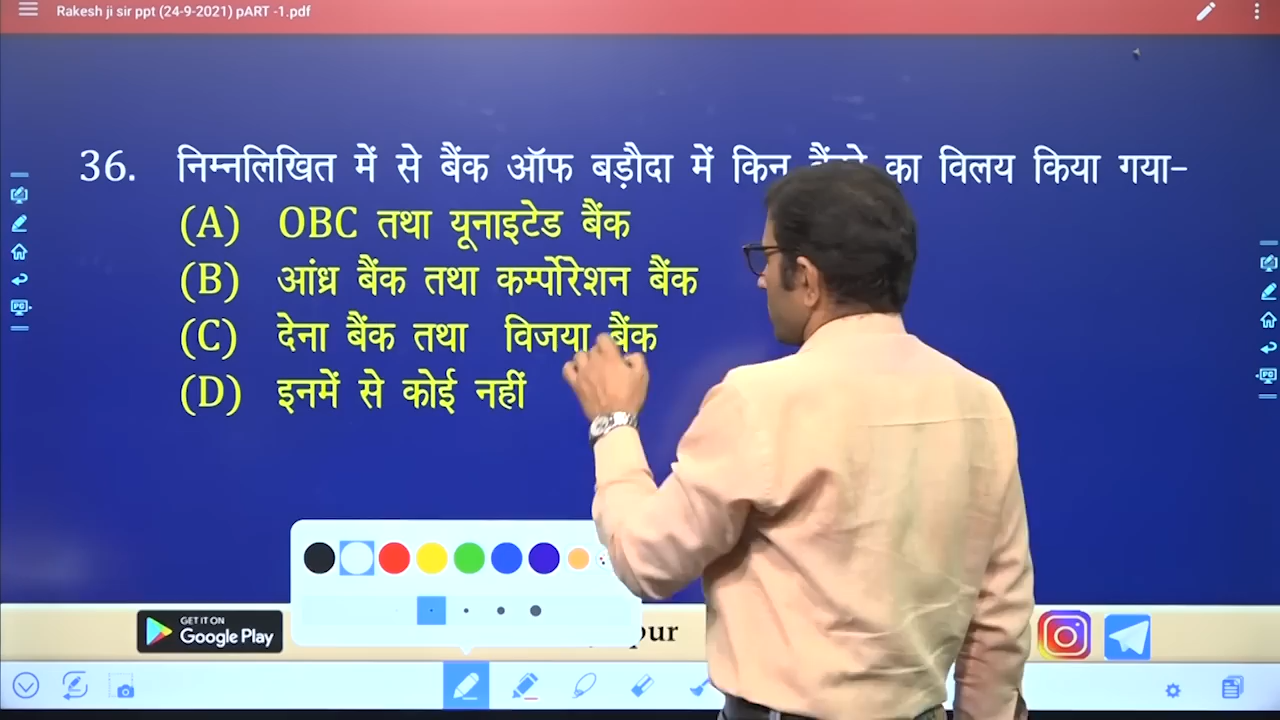 Rakesh ji sir ppt (24-9-2021) pART -1.pdf
36. निम्नलिखित में से बैंक ऑफ बड़ौदा में किन का विलय किया गया-
(A) OBC तथा यूनाइटेड बैंक
(B) आंध्र बैंक तथा कर्म्पोरेशन बैंक
(C) देना बैंक तथा विजया बैंक
(D) इनमें से कोई नहीं
GET IT ON
Google Play